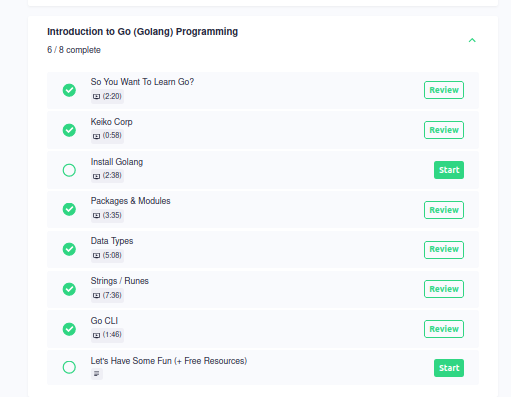 Introduction to Go (Golang) Programming
6 / 8 complete
So You Want To Learn Go?
(2:20)
Review
Keiko Corp
(0:58)
Review
Install Golang
(2:38)
Start
Packages & Modules
(3:35)
Review
Data Types
(5:08)
Review
Strings / Runes
(7:36)
Review
Go CLI
(1:46)
Review
Let's Have Some Fun (+ Free Resources)
Start